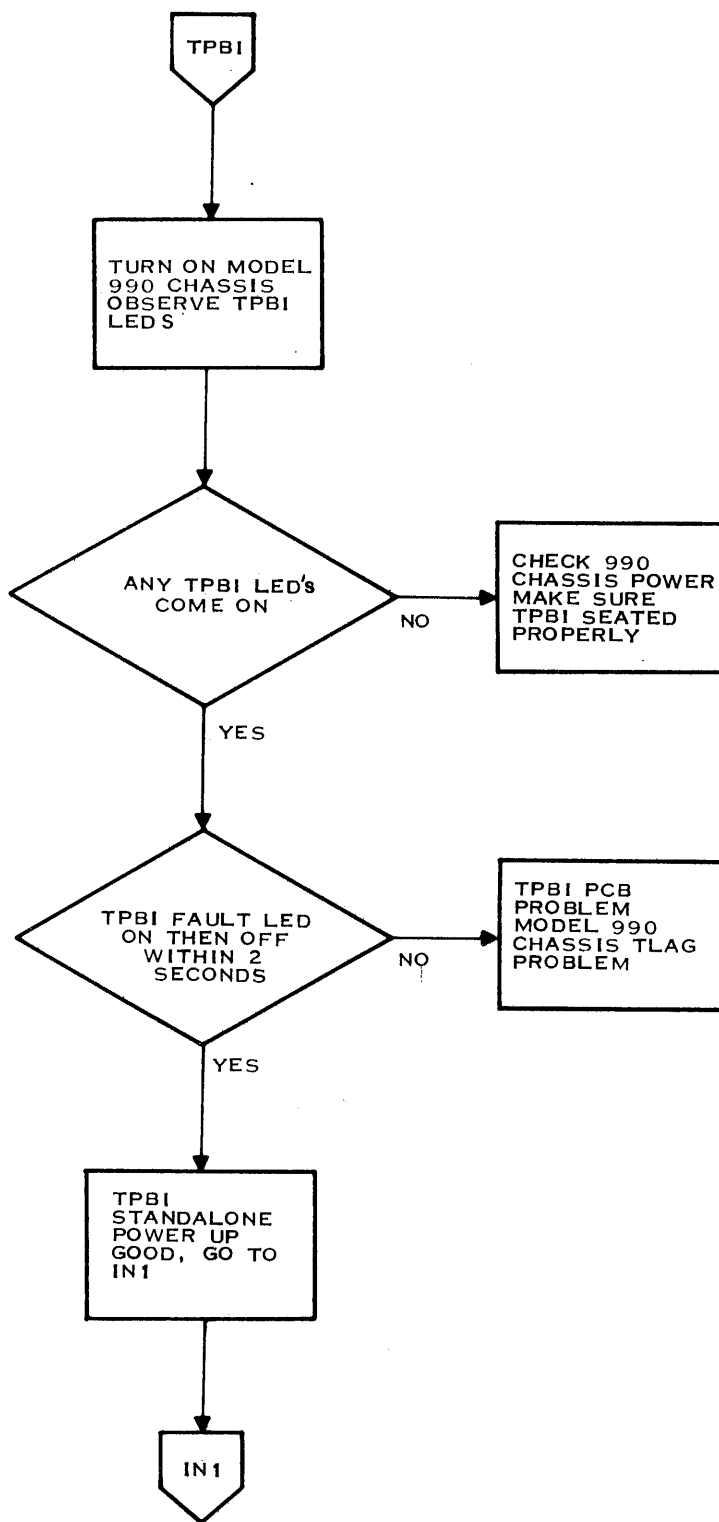 TPBI
TURN ON MODEL
990 CHASSIS
OBSERVE TPBI
LEDS
ANY TPBI LED's
COME ON
NO
CHECK 990
CHASSIS POWER
MAKE SURE
TPBI SEATED
PROPERLY
YES
TPBI FAULT LED
ON THEN OFF
WITHIN 2
SECONDS
NO
TPBI PCB
PROBLEM
MODEL 990
CHASSIS TLAG
PROBLEM
YES
TPBI
STANDALONE
POWER UP
GOOD, GO TO
IN1
IN1